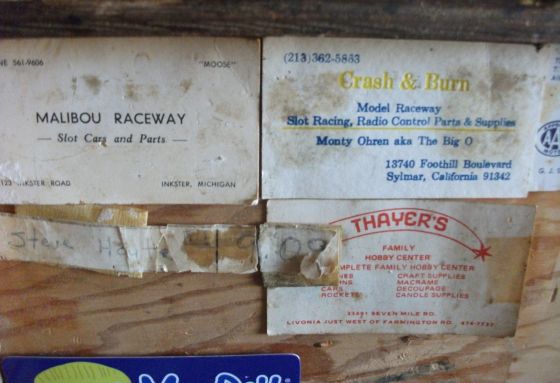 NE 561-9606 "MOOSE"
MALIBOU RACEWAY
— Slot Cars and Parts —
123 INKSTER ROAD INKSTER, MICHIGAN
(213) 362-5863
Crash & Burn
Model Raceway
Slot Racing, Radio Control Parts & Supplies
Monty Ohren aka The Big O
13740 Foothill Boulevard
Sylmar, California 91342
Steve
THAYER'S
FAMILY
HOBBY CENTER
COMPLETE FAMILY HOBBY CENTER
CRAFT SUPPLIES
MACRAME
CARS DECOUPAGE
ROCKETS CANDLE SUPPLIES
SEVEN MILE RD.
LIVONIA JUST WEST OF FARMINGTON RD.